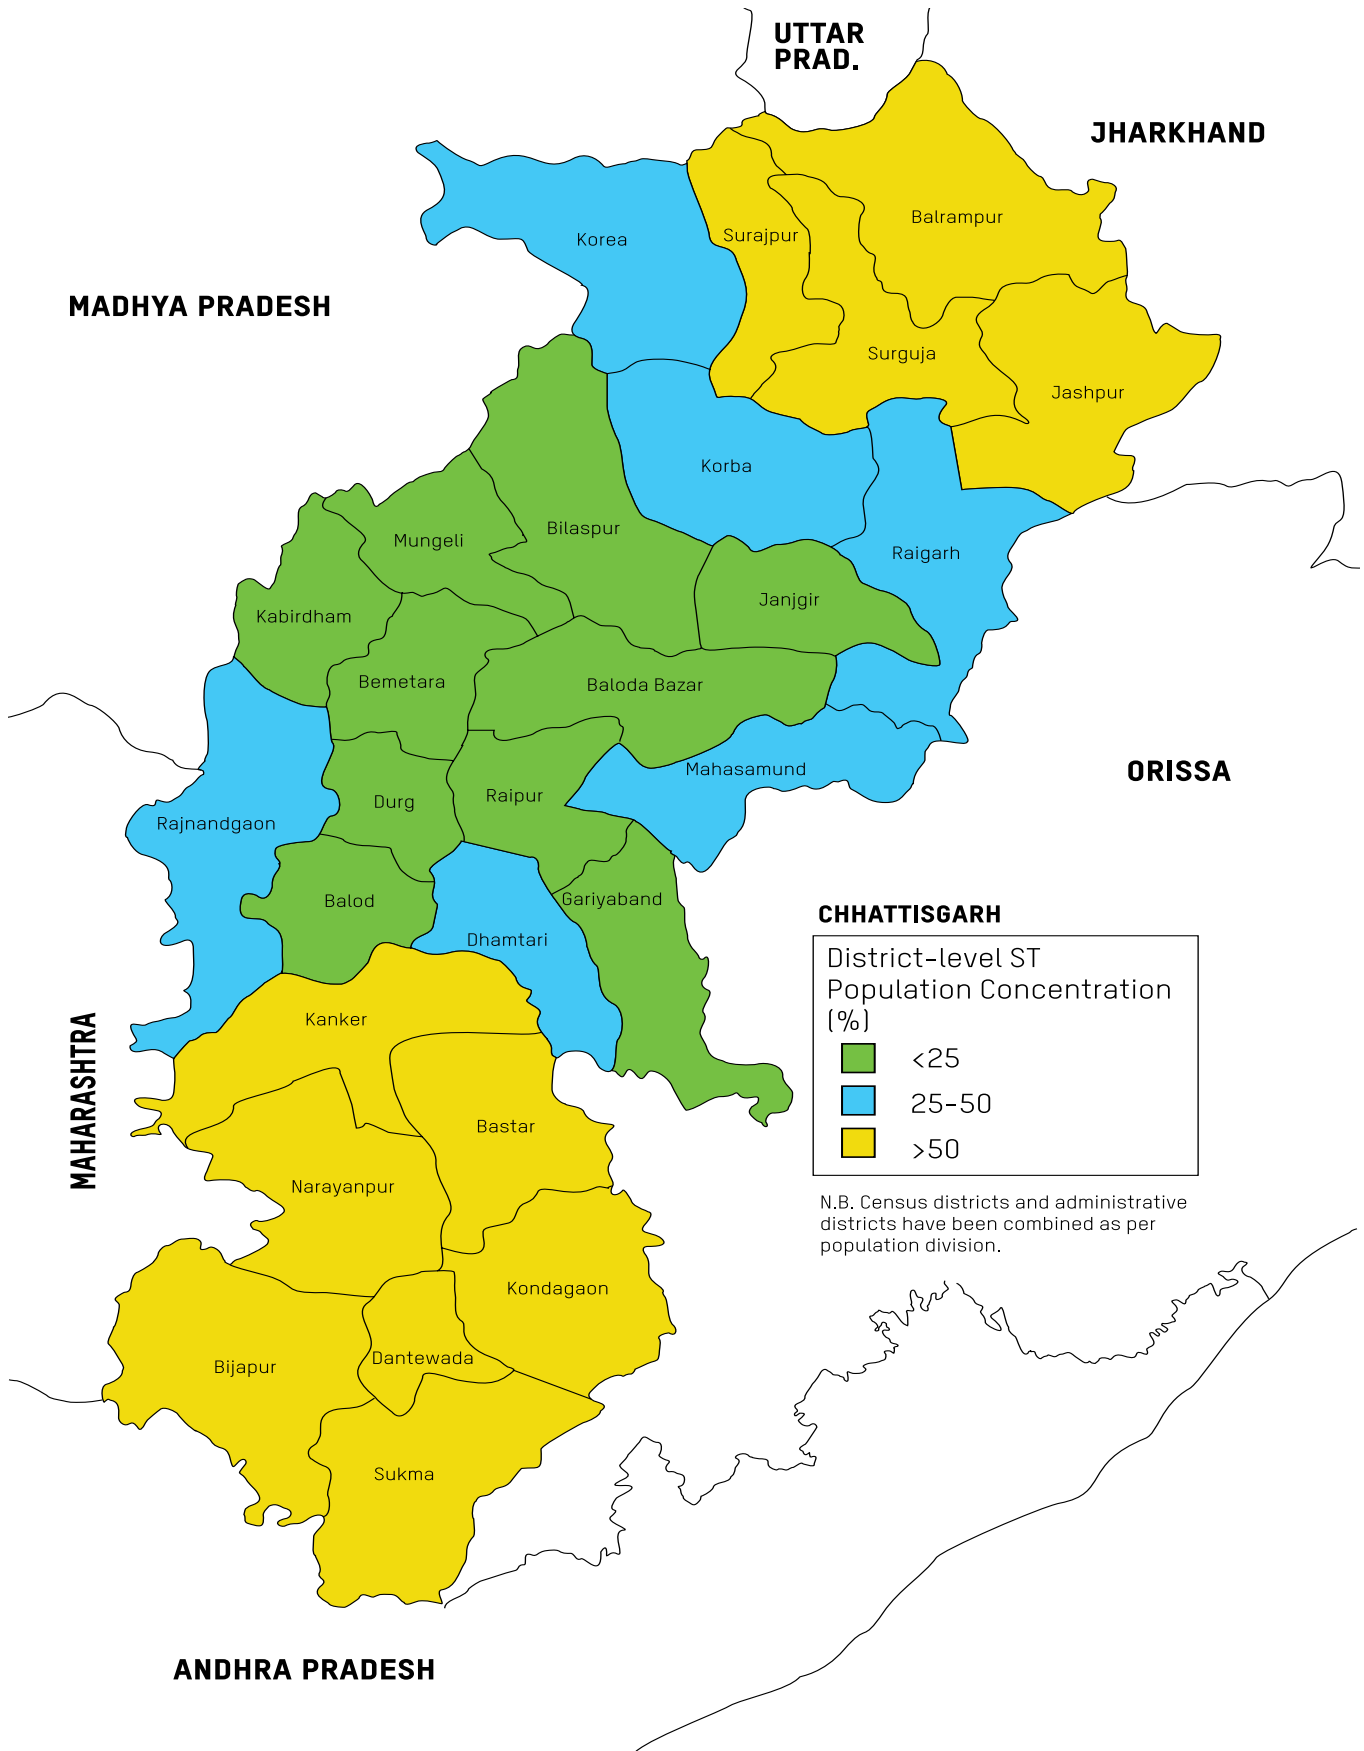 UTTAR
PRAD.
JHARKHAND
Balrampur
Surajpur
Korea
MADHYA PRADESH
Surguja
Jashpur
Korba
Bilaspur
Mungeli
Raigarh
Janjgir
Kabirdham
Bemetara
Baloda Bazar
Mahasamund
ORISSA
Durg
Raipur
Rajnandgaon
Balod
Gariyaband
Dhamtari
CHHATTISGARH
District-level ST
Population Concentration
(%)
<25
25-50
>50
N.B. Census districts and administrative
districts have been combined as per
population division.
Kanker
MAHARASHTRA
Bastar
Narayanpur
Kondagaon
Dantewada
Bijapur
Sukma
ANDHRA PRADESH